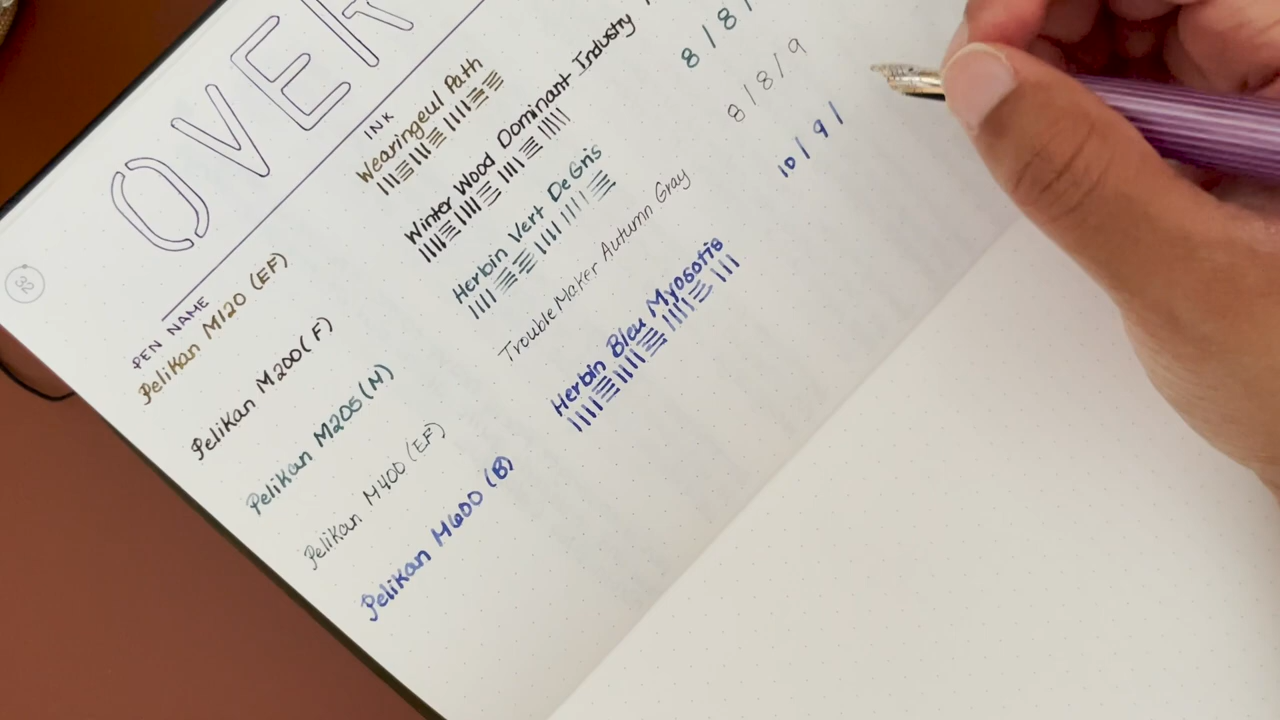 OVER
PEN NAME INK
Pelikan M120 (EF) Wearingeul Path
Pelikan M200 (F) Winter Wood Dominant Industry
Pelikan M205 (M) Herbin Vert De Gris 8/8/
Pelikan M400 (EF) TroubleMaker Autumn Gray 8/8/9
Pelikan M600 (B) Herbin Bleu Myosotis 10/9/
32